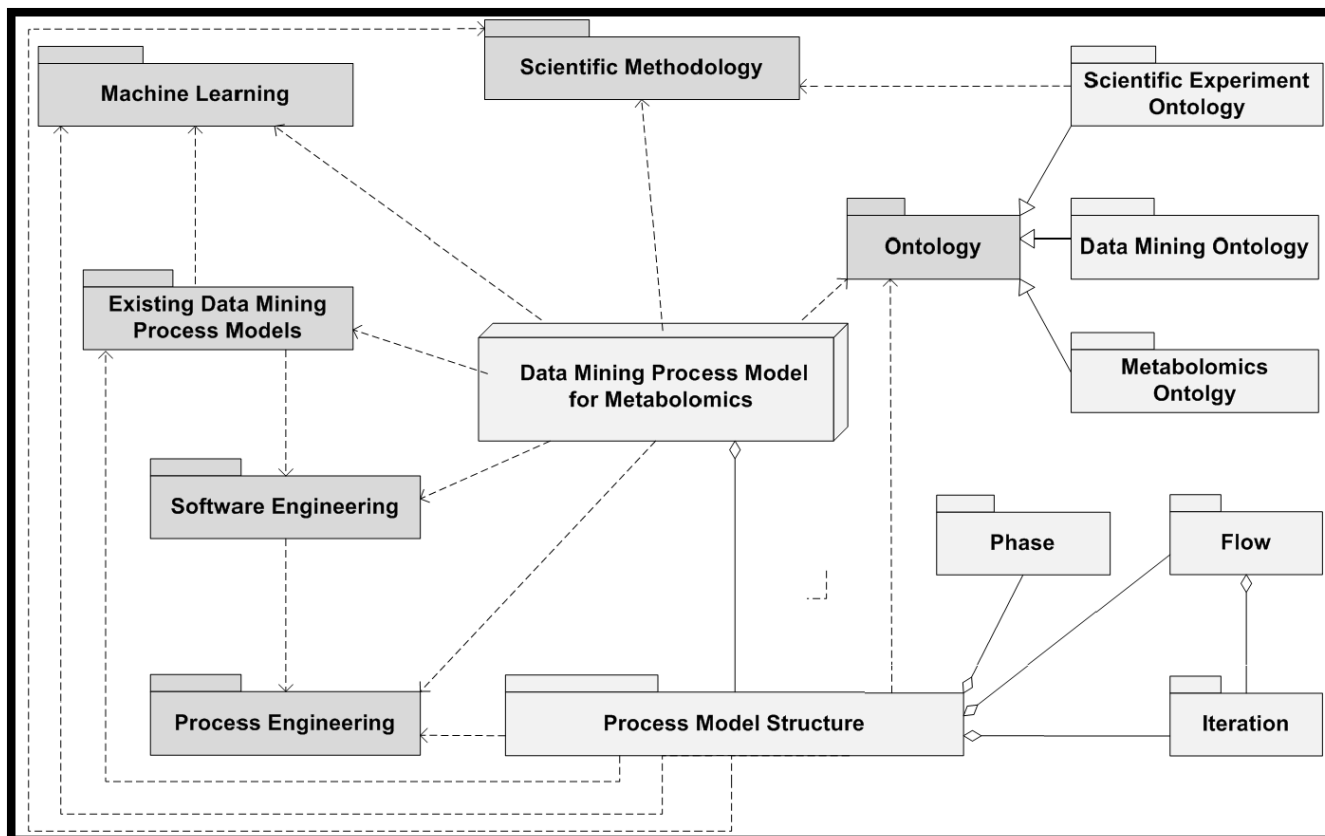 Scientific Methodology
Machine Learning
Scientific Experiment
Ontology
Ontology
Data Mining Ontology
Existing Data Mining
Process Models
Data Mining Process Model
for Metabolomics
Metabolomics
Ontolgy
Software Engineering
Phase
Flow
Process Engineering
Process Model Structure
Iteration